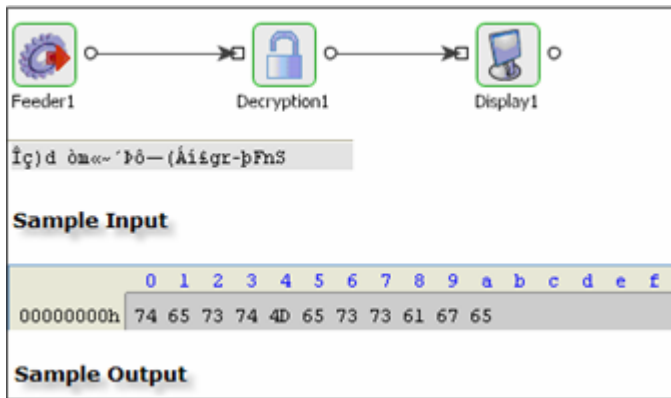 Feeder1 Decryption1 Display1
Îç)d òm«~´Þô—(Áí£gr-þFnS
Sample Input
0 1 2 3 4 5 6 7 8 9 a b c d e f
00000000h 74 65 73 74 4D 65 73 73 61 67 65
Sample Output